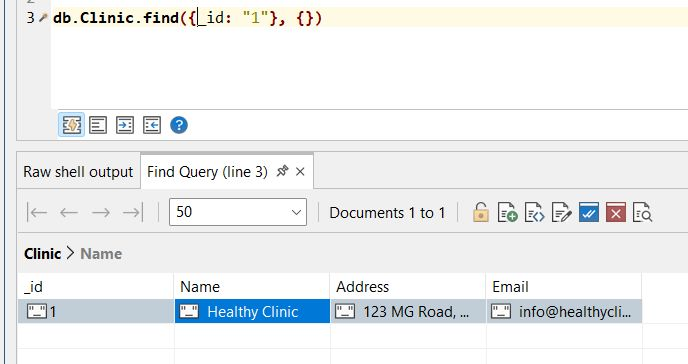 3 db.Clinic.find({_id: "1"}, {})
Raw shell output Find Query (line 3)
50 Documents 1 to 1
Clinic > Name
_id Name Address Email
1 Healthy Clinic 123 MG Road, ... info@healthycli...